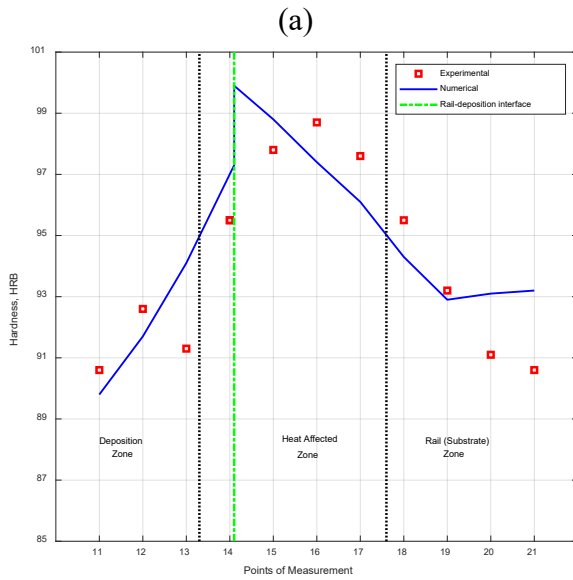 (a)
101
99
97
95
93
91
89
87
85
Hardness, HRB
Experimental
Numerical
Rail-deposition interface
Deposition
Zone
Heat Affected
Zone
Rail (Substrate)
Zone
11 12 13 14 15 16 17 18 19 20 21
Points of Measurement